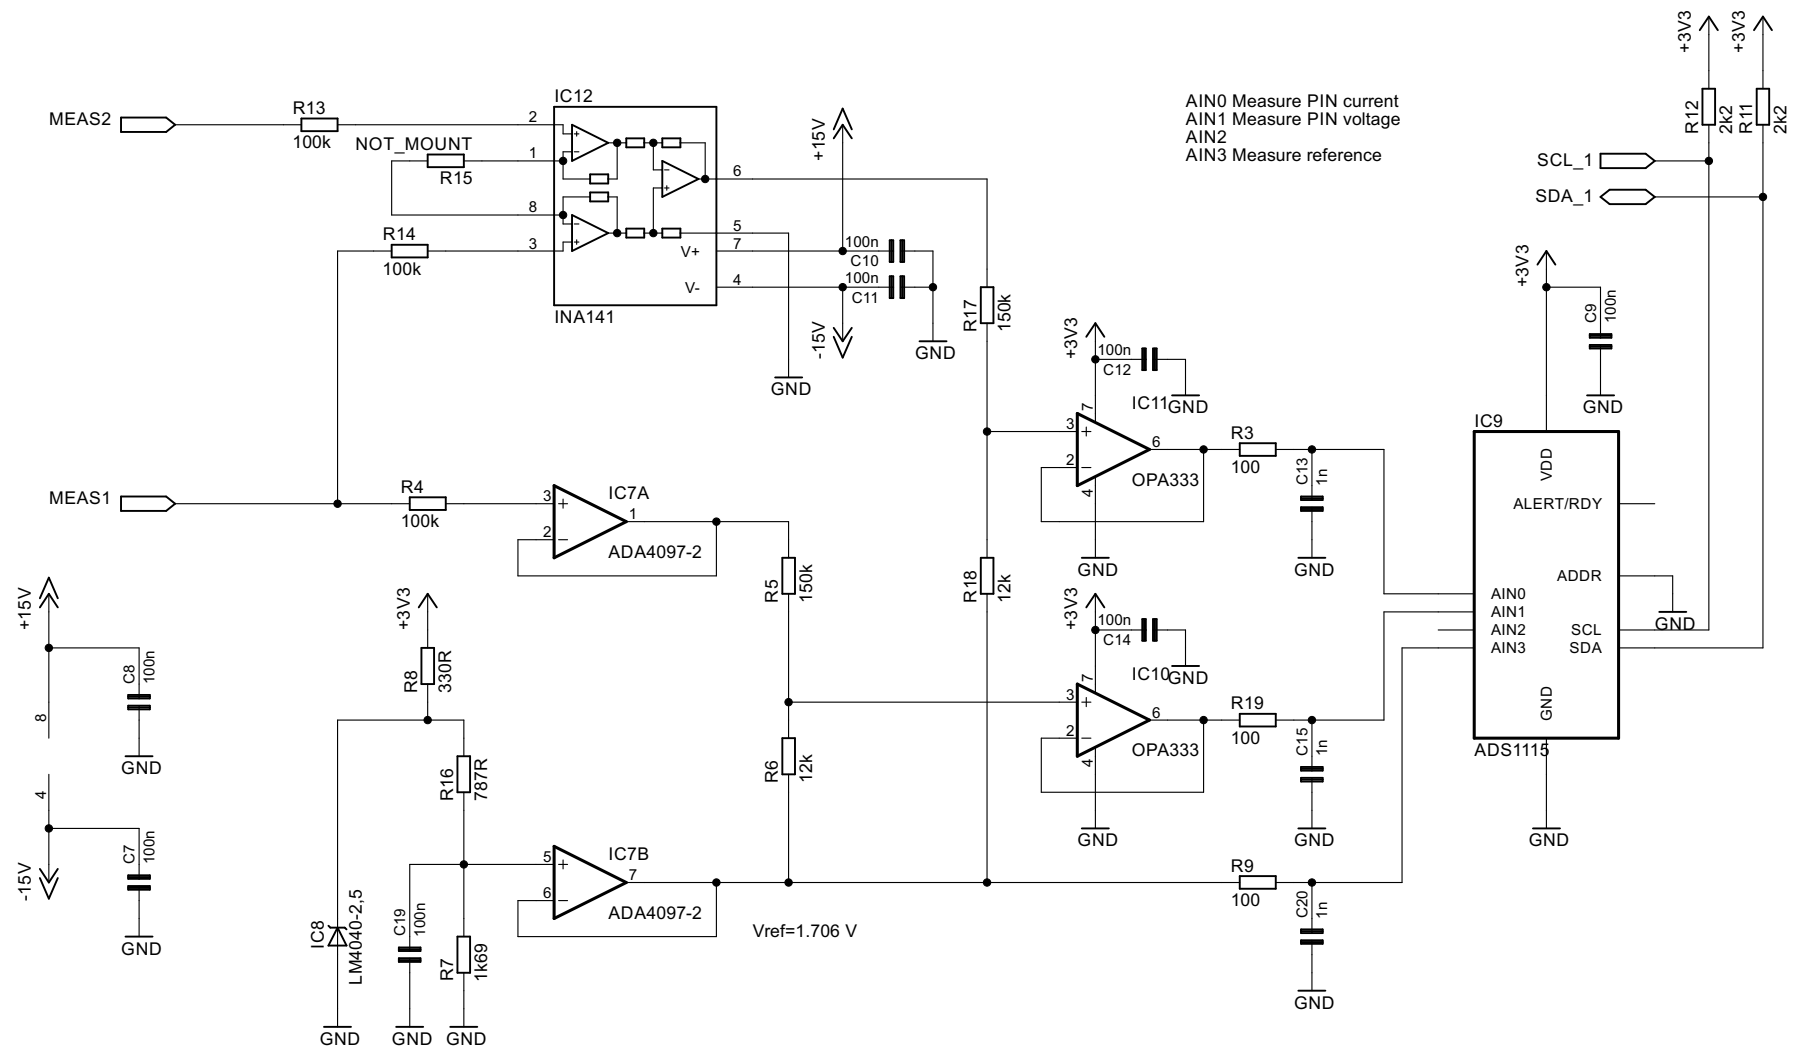 +3V3
+3V3
R12
2k2
R11
2k2
AIN0 Measure PIN current
AIN1 Measure PIN voltage
AIN2
AIN3 Measure reference
SCL_1
SDA_1
MEAS2
R13
100k
NOT_MOUNT
R15
R14
100k
IC12
2
1
8
3
6
5
7
4
V+
V-
INA141
+15V
-15V
100n
C10
100n
C11
GND
GND
R17
150k
+3V3
100n
C12
GND
IC11
7
3
2
6
4
OPA333
GND
R3
100
C13
1n
GND
+3V3
C9
100n
GND
IC9
VDD
ALERT/RDY
ADDR
GND
AIN0
AIN1
AIN2
AIN3
SCL
SDA
GND
ADS1115
GND
MEAS1
R4
100k
IC7A
3
2
1
ADA4097-2
R5
150k
R18
12k
+3V3
100n
C14
GND
IC10
7
3
2
6
4
OPA333
GND
R19
100
C15
1n
GND
R6
12k
+15V
C8
100n
GND
8
4
C7
100n
GND
-15V
+3V3
R8
330R
R16
787R
IC8
LM4040-2,5
GND
C19
100n
GND
R7
1k69
GND
IC7B
5
6
7
ADA4097-2
Vref=1.706 V
R9
100
C20
1n
GND